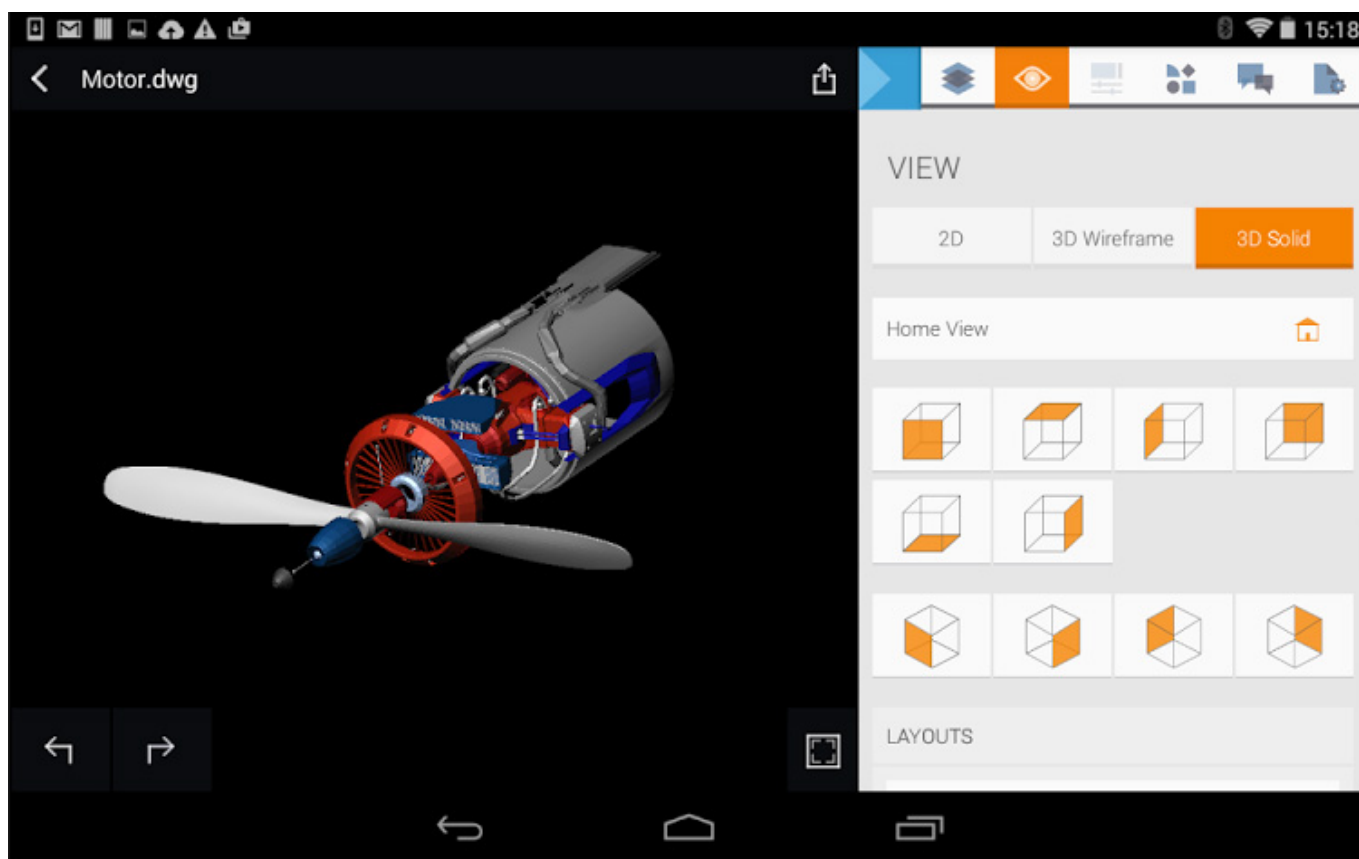 15:18
Motor.dwg
VIEW
2D
3D Wireframe
3D Solid
Home View
LAYOUTS